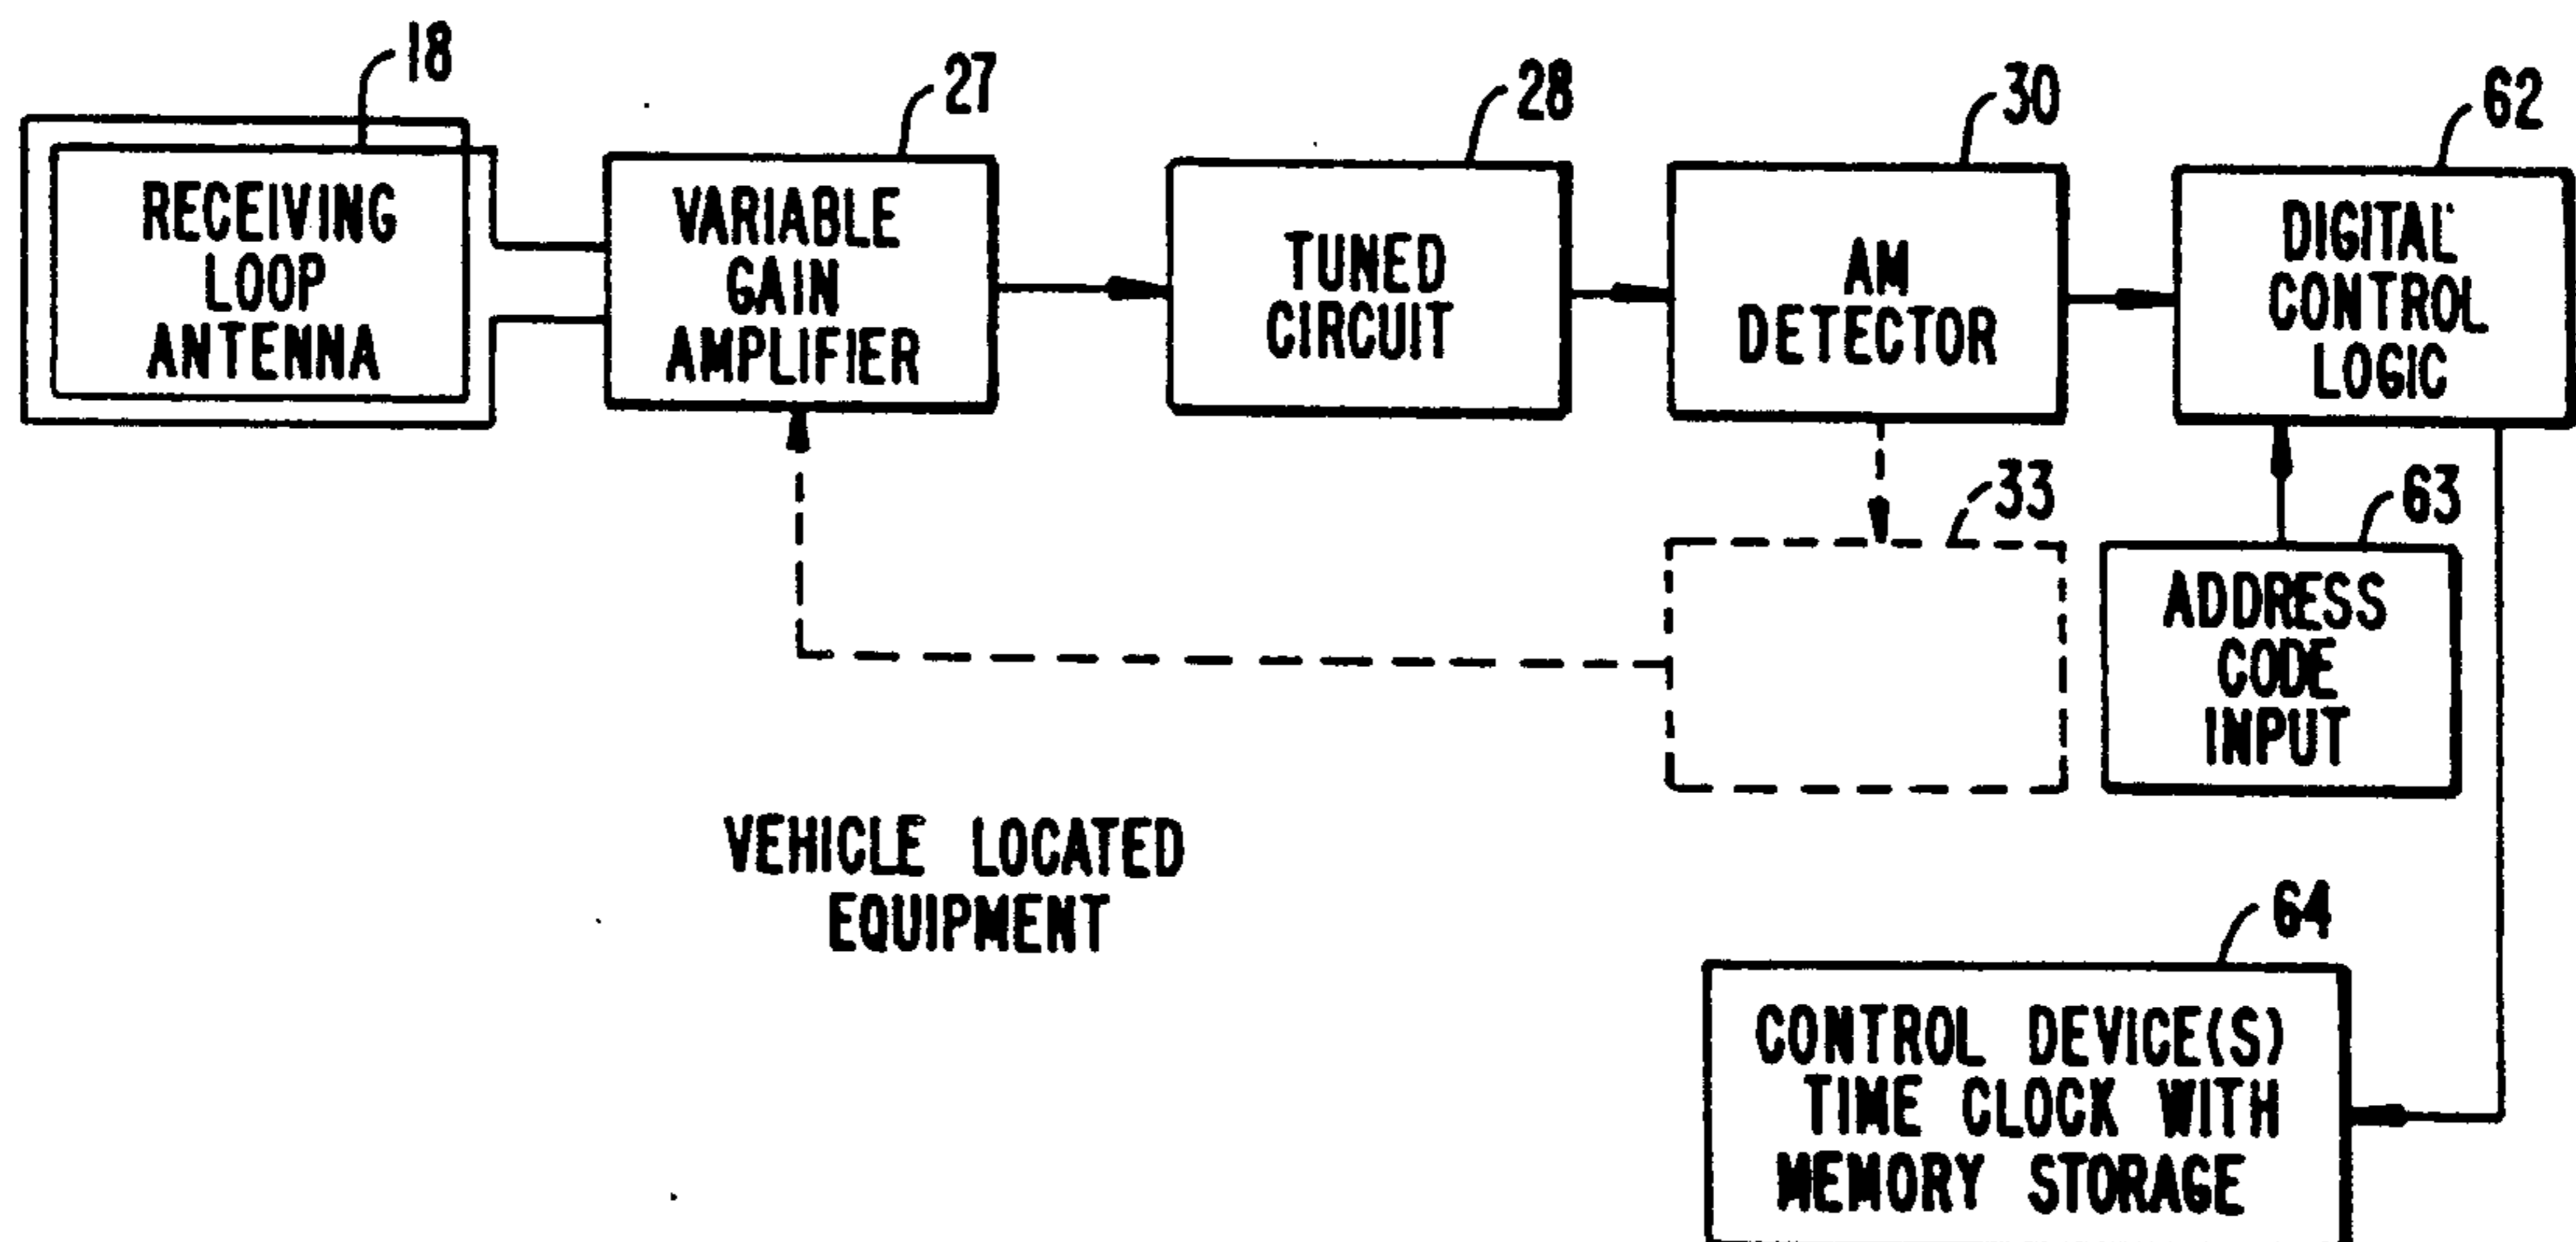 18
27
28
30
62
RECEIVING
LOOP
ANTENNA
VARIABLE
GAIN
AMPLIFIER
TUNED
CIRCUIT
AM
DETECTOR
DIGITAL
CONTROL
LOGIC
33
63
ADDRESS
CODE
INPUT
VEHICLE LOCATED
EQUIPMENT
64
CONTROL DEVICE(S)
TIME CLOCK WITH
MEMORY STORAGE